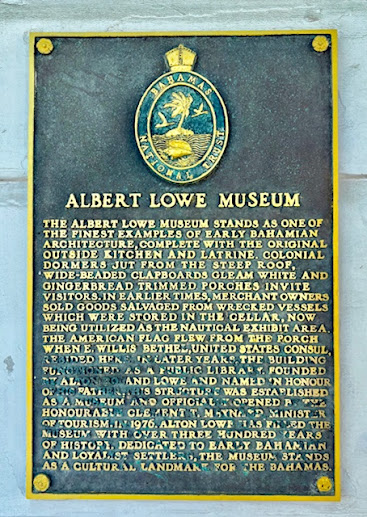 BAHAMAS
NATIONAL TRUST
ALBERT LOWE MUSEUM
THE ALBERT LOWE MUSEUM STANDS AS ONE OF
THE FINEST EXAMPLES OF EARLY BAHAMIAN
ARCHITECTURE, COMPLETE WITH THE ORIGINAL
OUTSIDE KITCHEN AND LATRINE. COLONIAL
DORMERS JUT FROM THE STEEP ROOF,
WIDE-BEADED CLAPBOARDS GLEAM WHITE AND
GINGERBREAD TRIMMED PORCHES INVITE
VISITORS. IN EARLIER TIMES, MERCHANT OWNERS
SOLD GOODS SALVAGED FROM WRECKED VESSELS
WHICH WERE STORED IN THE CELLAR, NOW
BEING UTILIZED AS THE NAUTICAL EXHIBIT AREA.
THE AMERICAN FLAG FLEW FROM THE PORCH
WHEN E. WILLIS BETHEL, UNITED STATES CONSUL,
RESIDED HERE. IN LATER YEARS, THE BUILDING
FUNCTIONED AS A PUBLIC LIBRARY. FOUNDED
BY ALTON ROLAND LOWE AND NAMED IN HONOUR
OF HIS FATHER, THIS STRUCTURE WAS ESTABLISHED
AS A MUSEUM AND OFFICIALLY OPENED BY THE
HONOURABLE CLEMENT T. MAYNARD MINISTER
OF TOURISM IN 1976. ALTON LOWE HAS FILLED THE
MUSEUM WITH OVER THREE HUNDRED YEARS
OF HISTORY. DEDICATED TO EARLY BAHAMIAN
AND LOYALIST SETTLERS, THE MUSEUM STANDS
AS A CULTURAL LANDMARK FOR THE BAHAMAS.